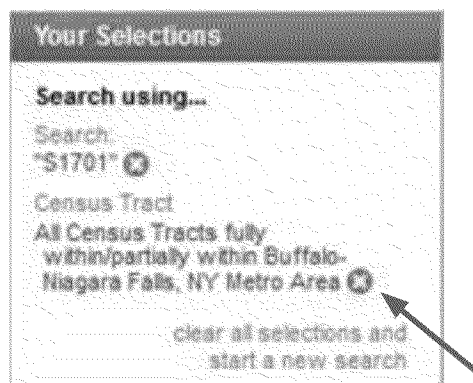 Your Selections
Search using...
Search:
"S1701"
Census Tract
All Census Tracts fully
within/partially within Buffalo-
Niagara Falls, NY Metro Area
clear all selections and
start a new search